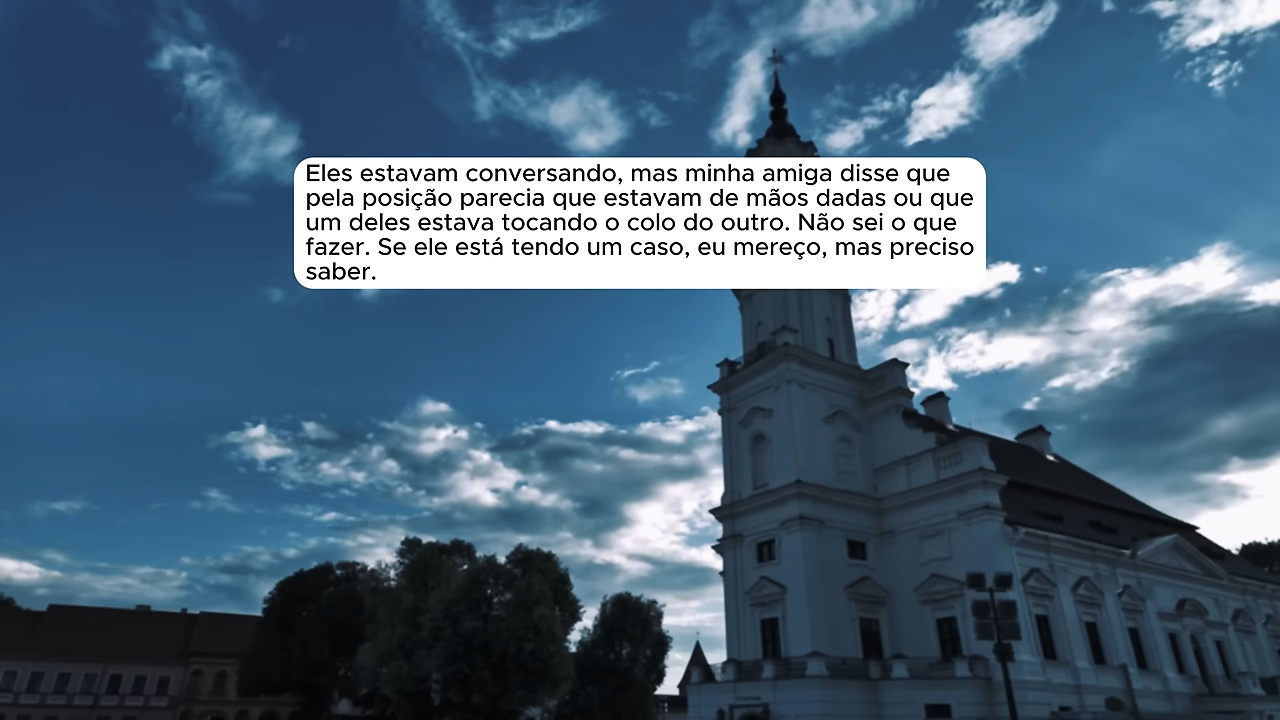 Eles estavam conversando, mas minha amiga disse que
pela posição parecia que estavam de mãos dadas ou que
um deles estava tocando o colo do outro. Não sei o que
fazer. Se ele está tendo um caso, eu mereço, mas preciso
saber.